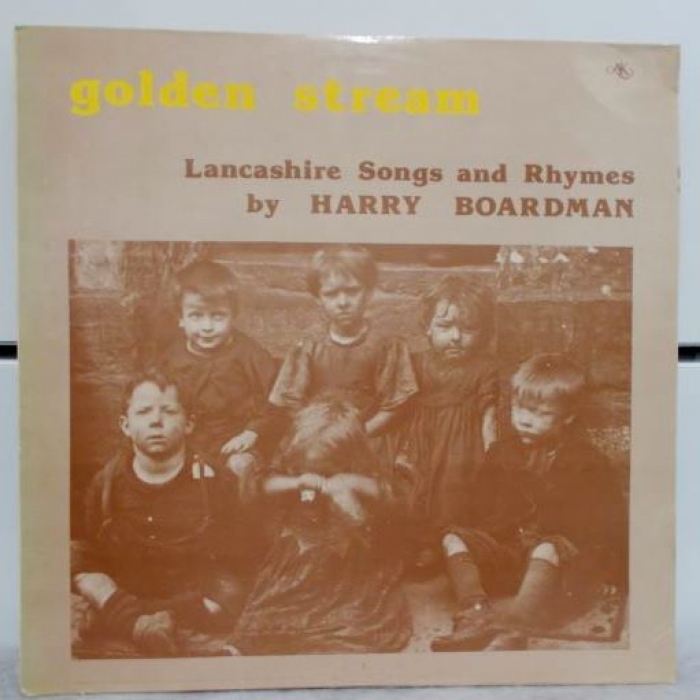 golden stream
Lancashire Songs and Rhymes
by HARRY BOARDMAN